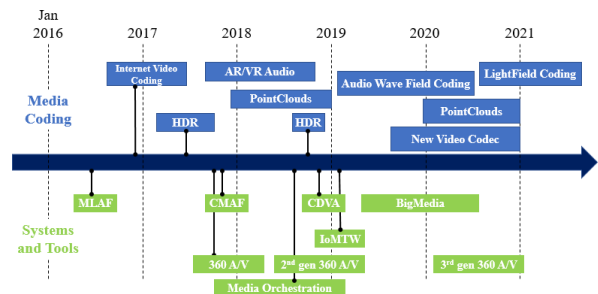 Jan
2016
2017
2018
2019
2020
2021
Internet Video
Coding
AR/VR Audio
Audio Wave Field Coding
LightField Coding
Media
Coding
PointClouds
PointClouds
HDR
HDR
New Video Codec
MLAF
CMAF
CDVA
BigMedia
Systems
and Tools
IoMTW
360 A/V
2nd gen 360 A/V
3rd gen 360 A/V
Media Orchestration